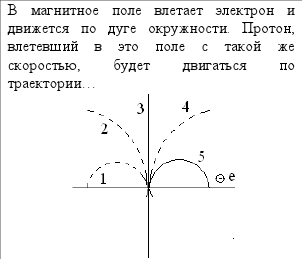 В магнитное поле влетает электрон и
движется по дуге окружности. Протон,
влетевший в это поле с такой же
скоростью, будет двигаться по
траектории…
3
4
2
5
⊖ e
1